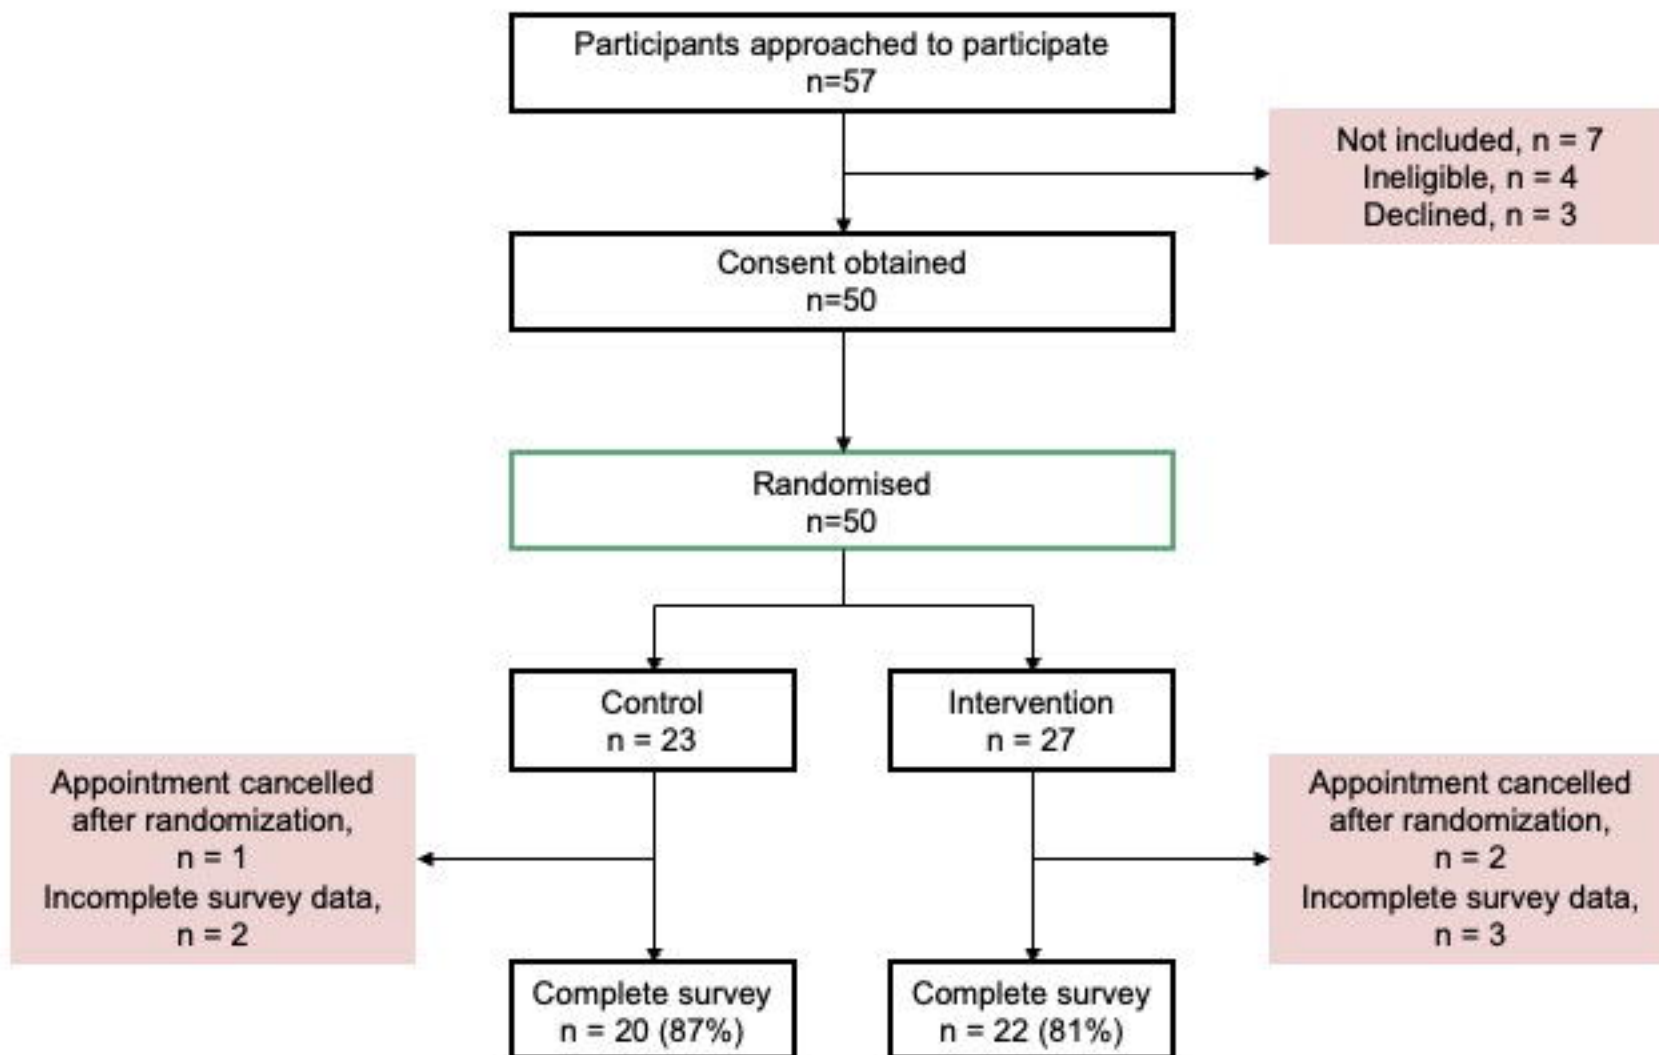 Participants approached to participate
n=57
Not included, n = 7
Ineligible, n = 4
Declined, n = 3
Consent obtained
n=50
Randomised
n=50
Control
n = 23
Intervention
n = 27
Appointment cancelled
after randomization,
n = 1
Incomplete survey data,
n = 2
Appointment cancelled
after randomization,
n = 2
Incomplete survey data,
n = 3
Complete survey
n = 20 (87%)
Complete survey
n = 22 (81%)